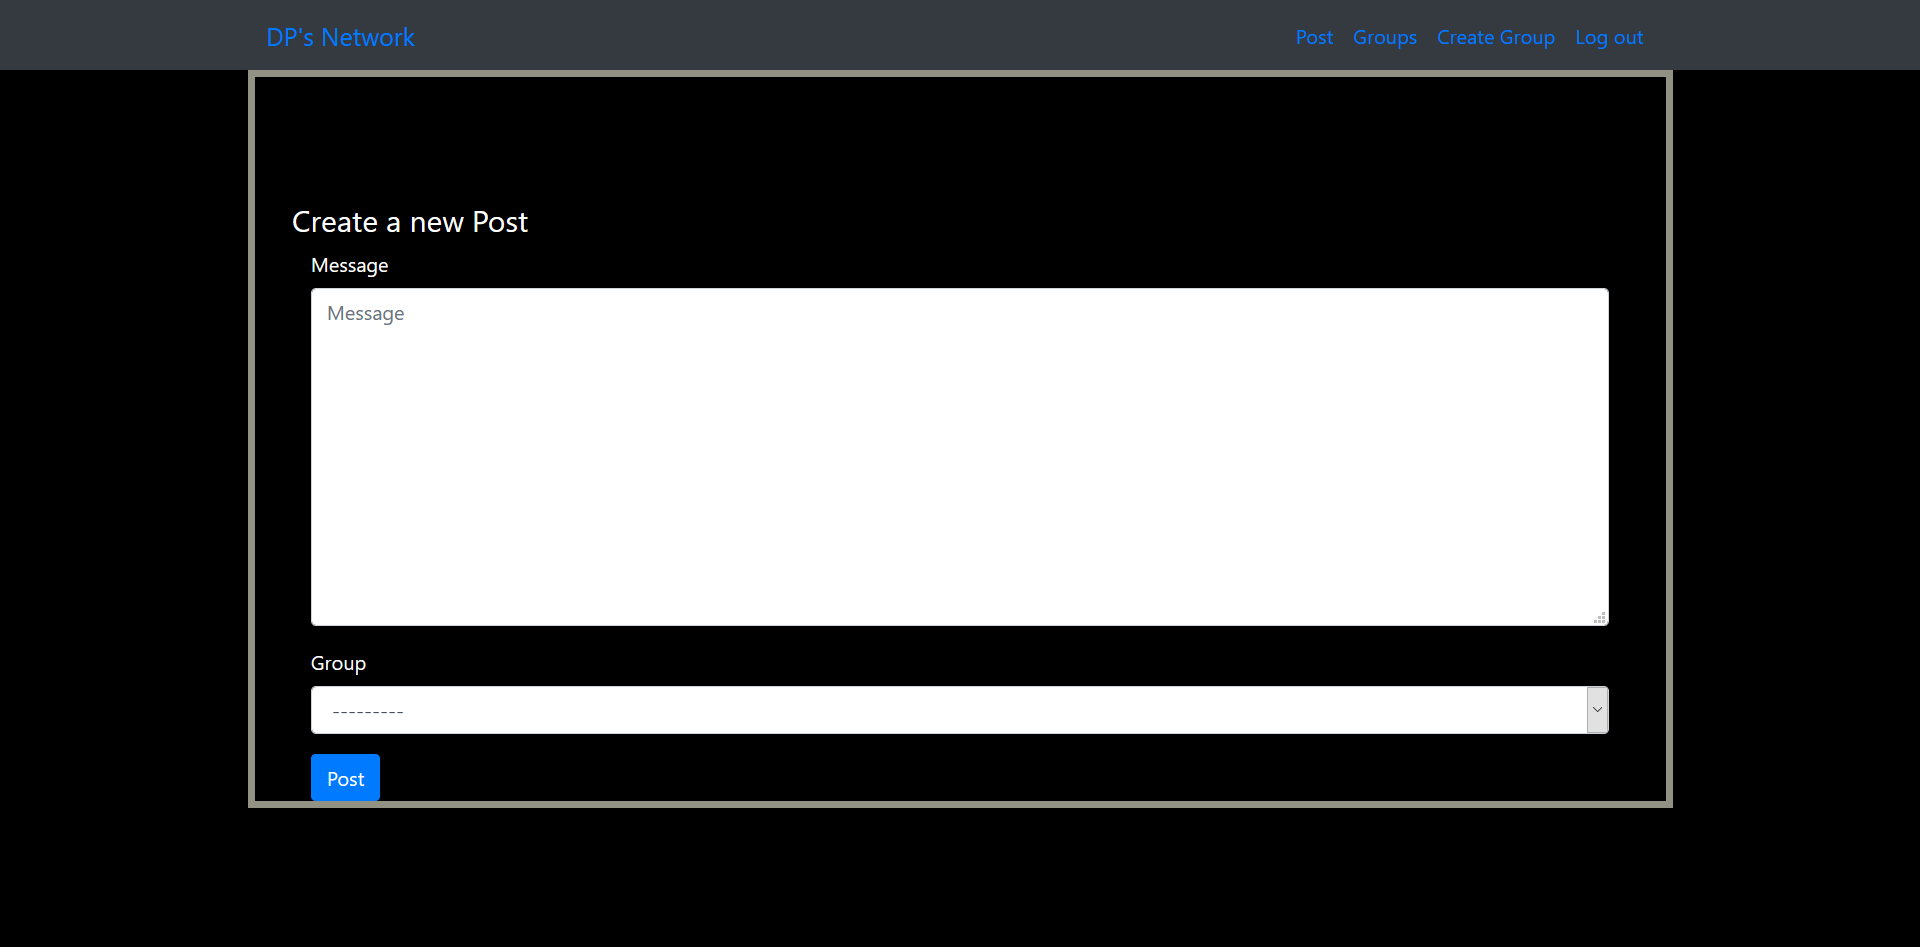 DP's Network
Post Groups Create Group Log out
Create a new Post
Message
Message
Group
---------
Post